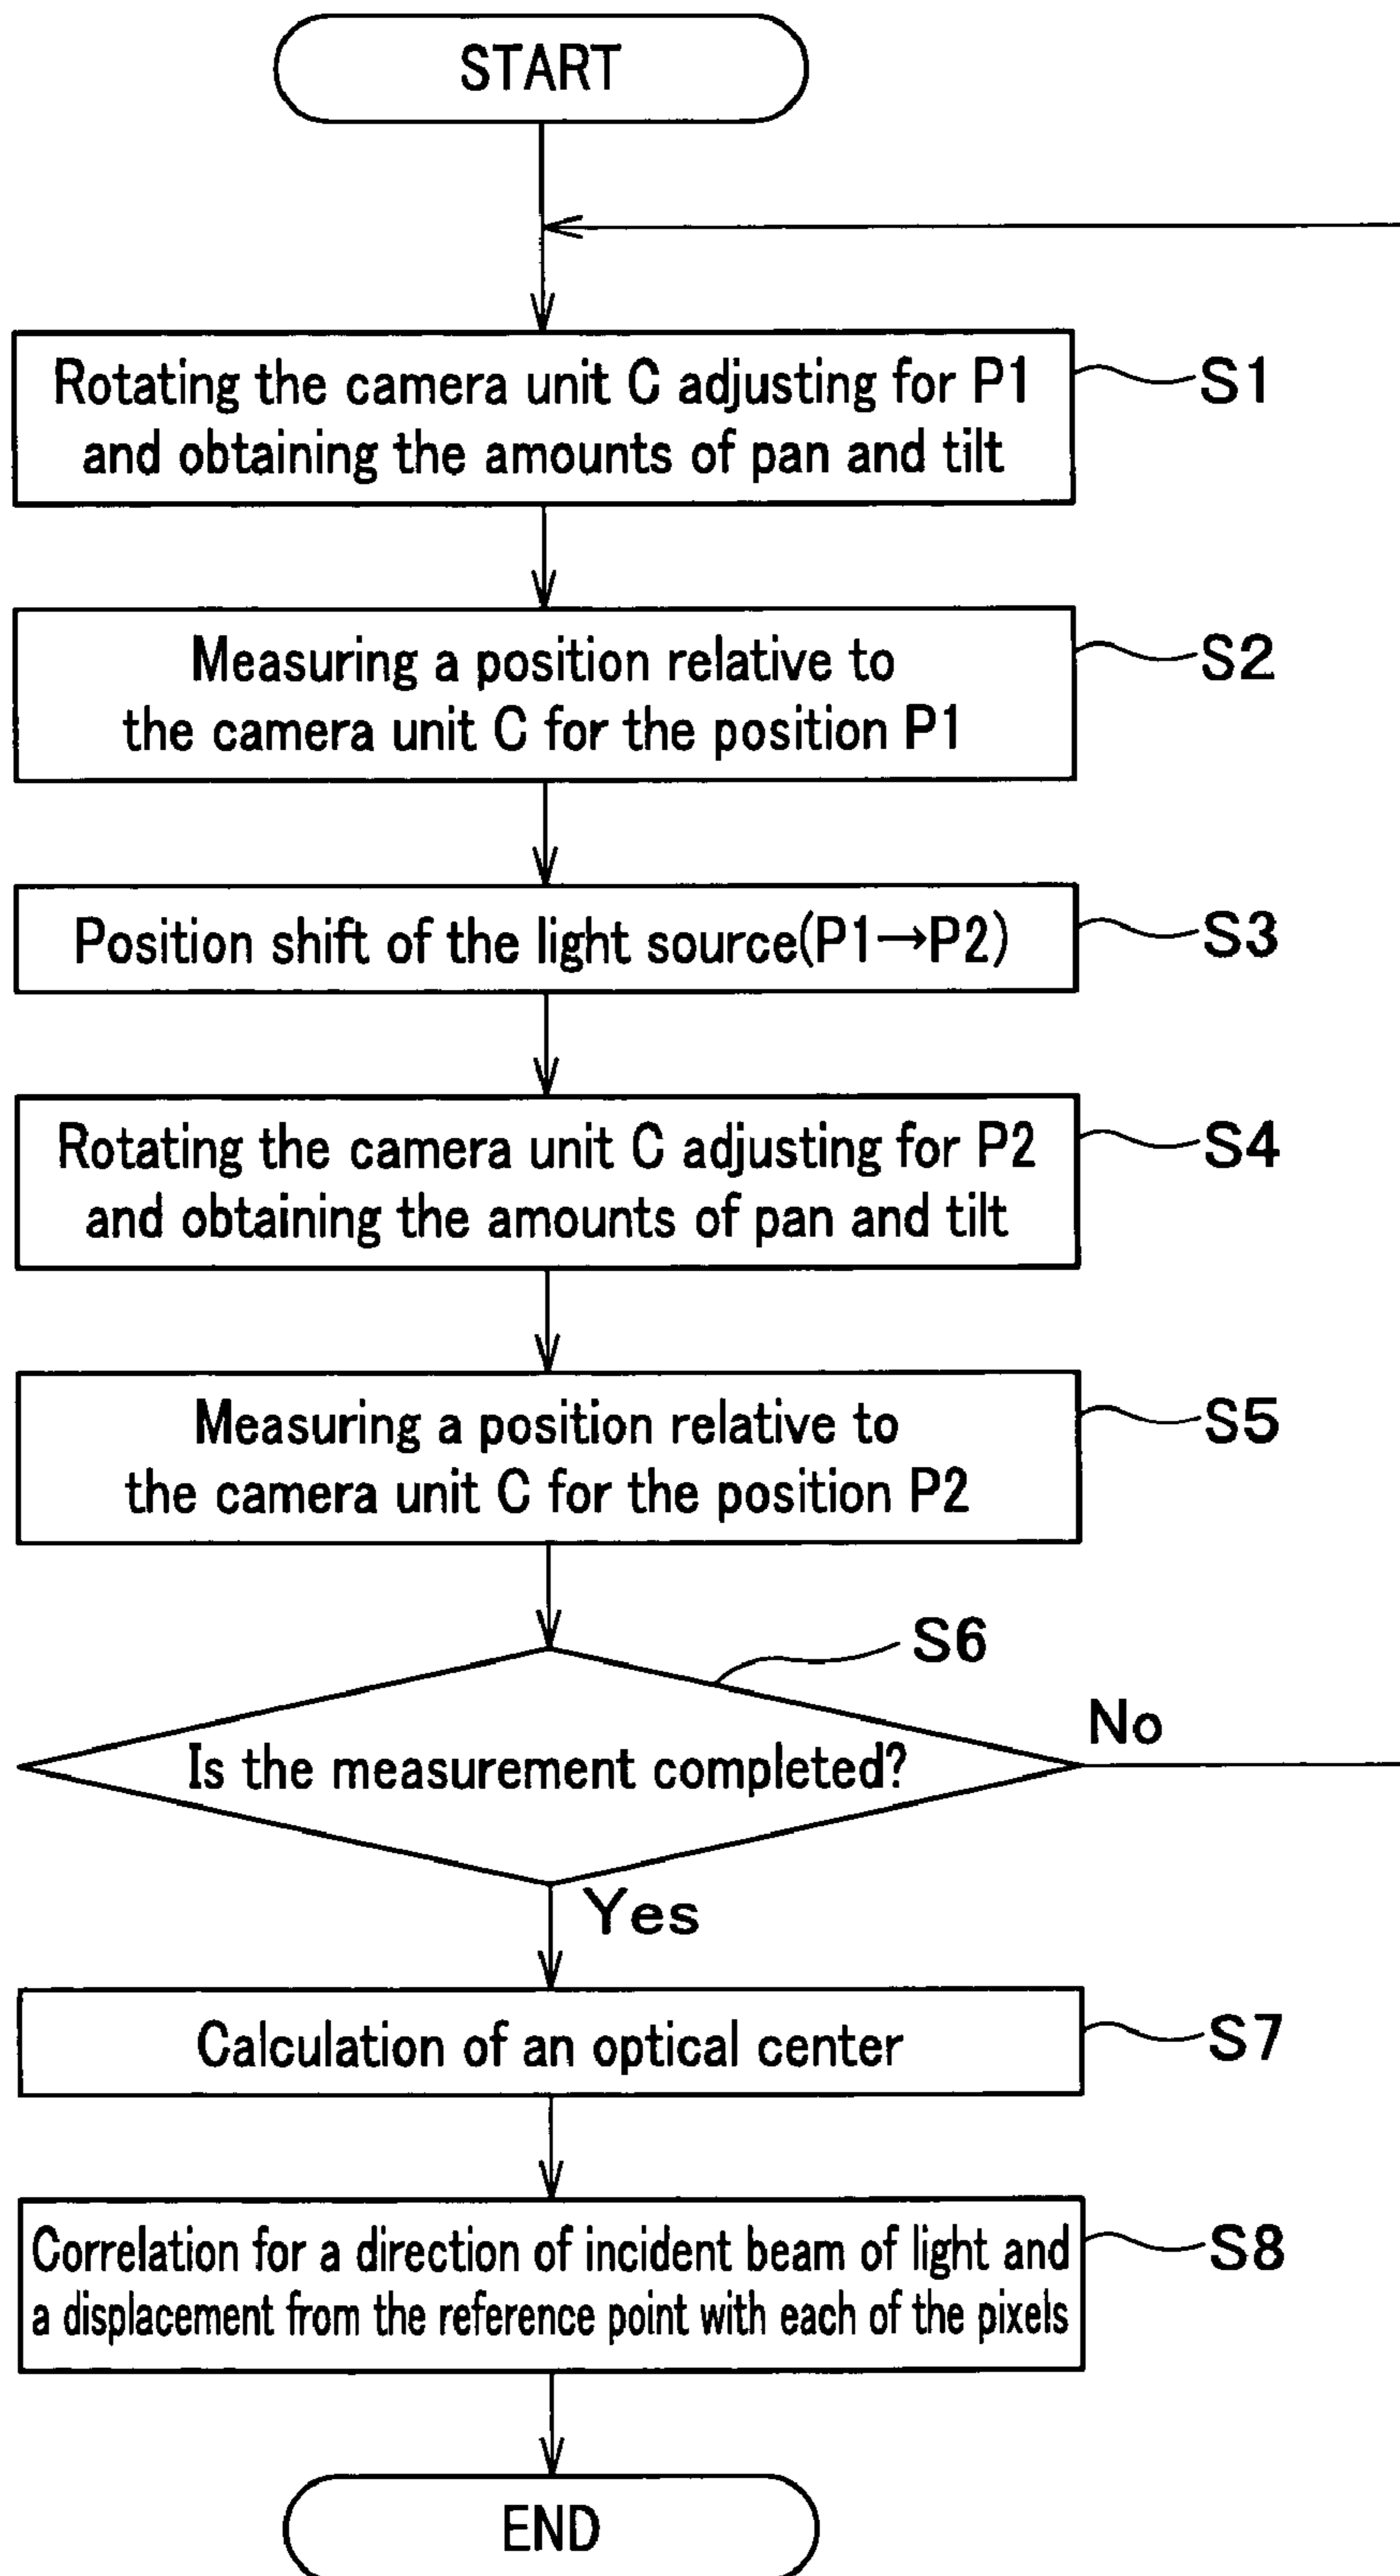 START
Rotating the camera unit C adjusting for P1
and obtaining the amounts of pan and tilt
S1
Measuring a position relative to
the camera unit C for the position P1
S2
Position shift of the light source(P1→P2)
S3
Rotating the camera unit C adjusting for P2
and obtaining the amounts of pan and tilt
S4
Measuring a position relative to
the camera unit C for the position P2
S5
S6
Is the measurement completed?
No
Yes
Calculation of an optical center
S7
Correlation for a direction of incident beam of light and
a displacement from the reference point with each of the pixels
S8
END